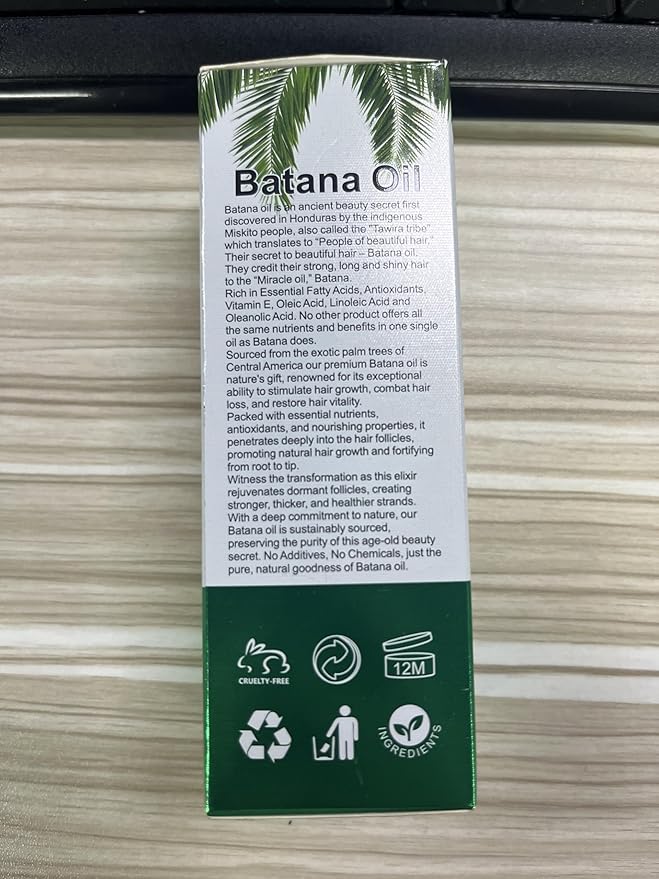 Batana Oil
Batana oil is an ancient beauty secret first
discovered in Honduras by the indigenous
Miskito people, also called the "Tawira tribe"
which translates to “People of beautiful hair.”
Their secret to beautiful hair – Batana oil.
They credit their strong, long and shiny hair
to the “Miracle oil,” Batana.
Rich in Essential Fatty Acids, Antioxidants,
Vitamin E, Oleic Acid, Linoleic Acid and
Oleanolic Acid. No other product offers all
the same nutrients and benefits in one single
oil as Batana does.
Sourced from the exotic palm trees of
Central America our premium Batana oil is
nature's gift, renowned for its exceptional
ability to stimulate hair growth, combat hair
loss, and restore hair vitality.
Packed with essential nutrients,
antioxidants, and nourishing properties, it
penetrates deeply into the hair follicles,
promoting natural hair growth and fortifying
from root to tip.
Witness the transformation as this elixir
rejuvenates dormant follicles, creating
stronger, thicker, and healthier strands.
With a deep commitment to nature, our
Batana oil is sustainably sourced,
preserving the purity of this age-old beauty
secret. No Additives, No Chemicals, just the
pure, natural goodness of Batana oil.
CRUELTY-FREE
12M
INGREDIENTS